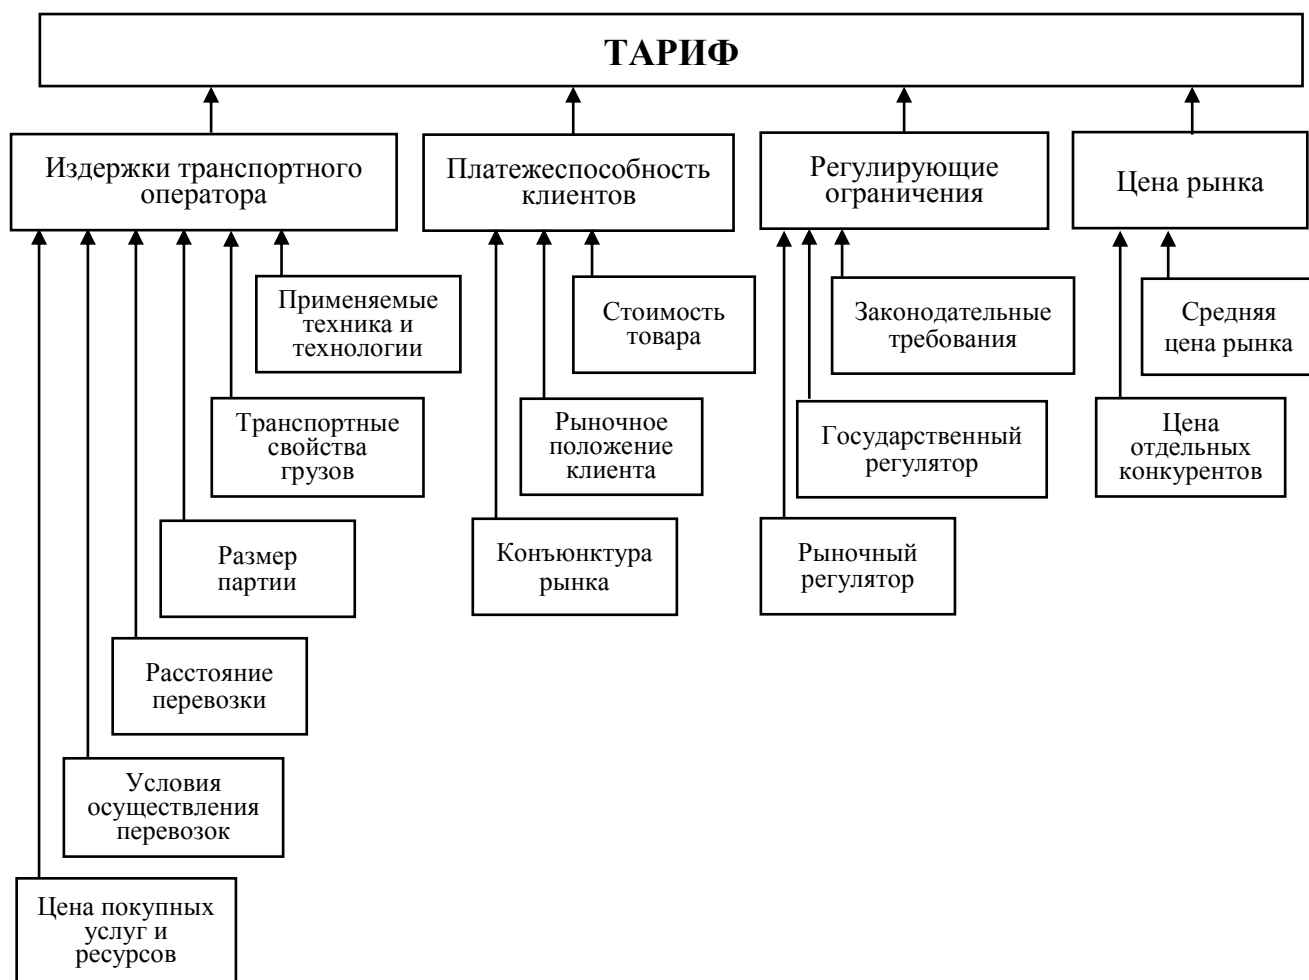 ТАРИФ
Издержки транспортного
оператора
Платежеспособность
клиентов
Регулирующие
ограничения
Цена рынка
Применяемые
техника и
технологии
Стоимость
товара
Законодательные
требования
Средняя
цена рынка
Транспортные
свойства
грузов
Рыночное
положение
клиента
Государственный
регулятор
Цена
отдельных
конкурентов
Размер
партии
Конъюнктура
рынка
Рыночный
регулятор
Расстояние
перевозки
Условия
осуществления
перевозок
Цена покупных
услуг и
ресурсов